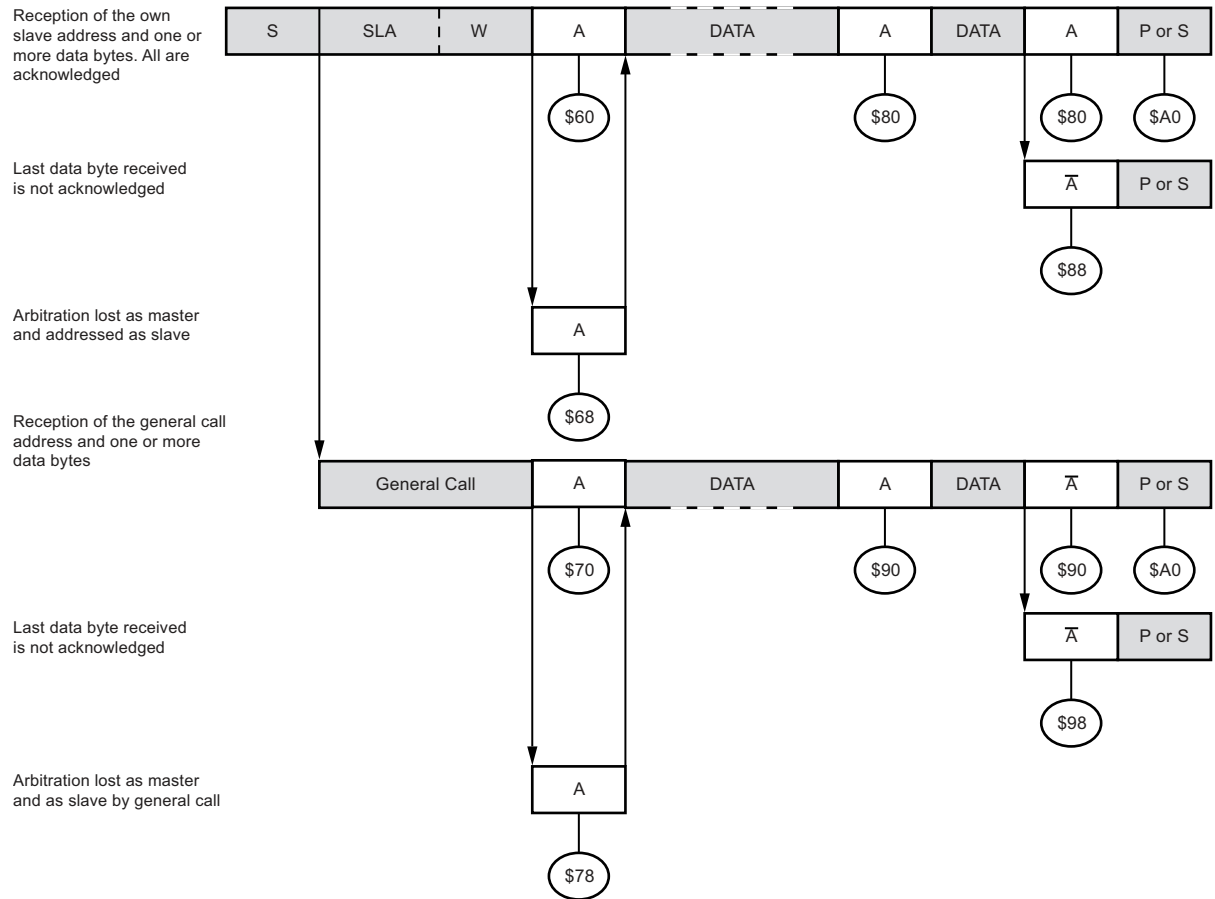 Reception of the own
slave address and one or
more data bytes. All are
acknowledged
S SLA W A DATA A DATA A P or S
$60 $80 $80 $A0
Last data byte received
is not acknowledged
A̅ P or S
$88
Arbitration lost as master
and addressed as slave
A
$68
Reception of the general call
address and one or more
data bytes
General Call A DATA A DATA A̅ P or S
$70 $90 $90 $A0
Last data byte received
is not acknowledged
A̅ P or S
$98
Arbitration lost as master
and as slave by general call
A
$78